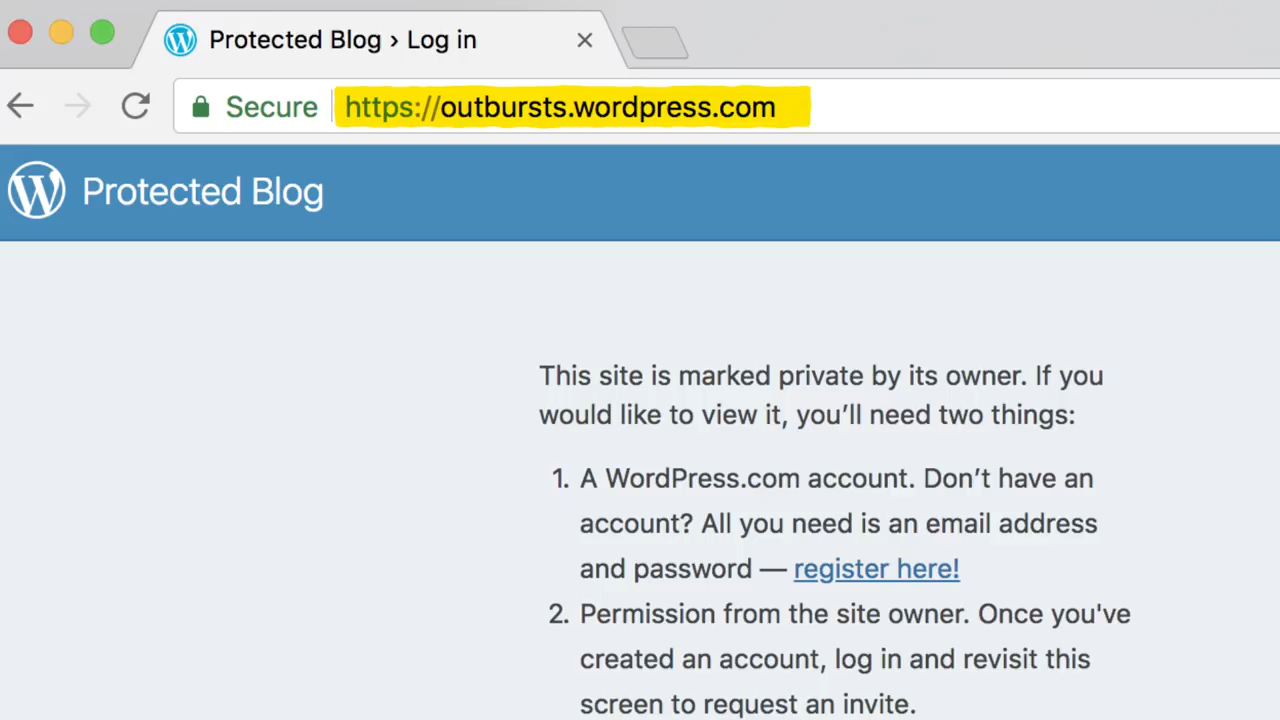 Protected Blog › Log in
Secure https://outbursts.wordpress.com
Protected Blog
This site is marked private by its owner. If you
would like to view it, you’ll need two things:
1. A WordPress.com account. Don’t have an
account? All you need is an email address
and password — register here!
2. Permission from the site owner. Once you've
created an account, log in and revisit this
screen to request an invite.